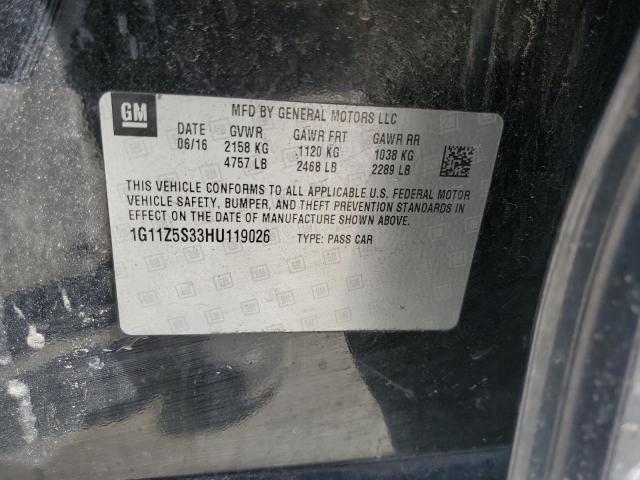 GM
MFD BY GENERAL MOTORS LLC
DATE GVWR GAWR FRT GAWR RR
06/16 2158 KG 1120 KG 1038 KG
4757 LB 2468 LB 2289 LB
THIS VEHICLE CONFORMS TO ALL APPLICABLE U.S. FEDERAL MOTOR
VEHICLE SAFETY, BUMPER, AND THEFT PREVENTION STANDARDS IN
EFFECT ON THE DATE OF MANUFACTURE SHOWN ABOVE.
1G11Z5S33HU119026 TYPE: PASS CAR